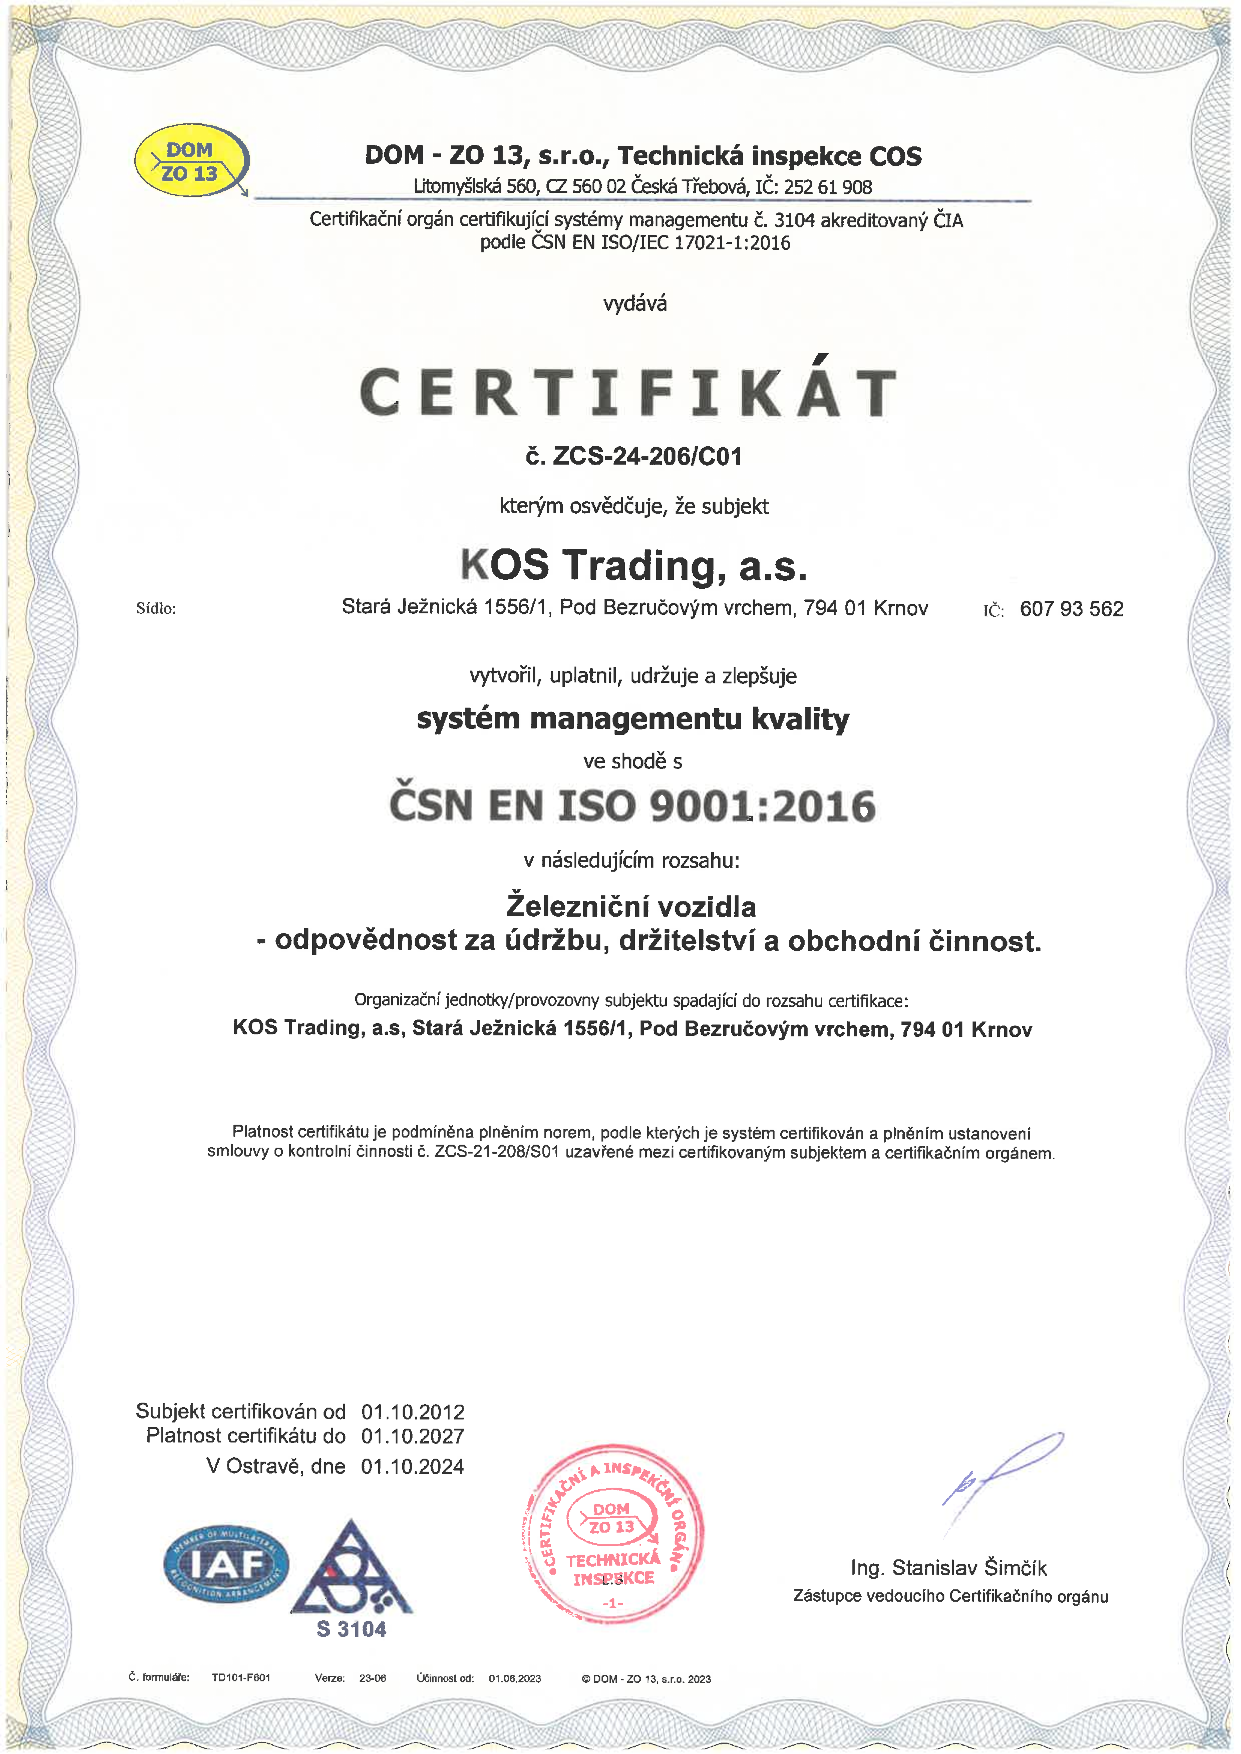 DOM
ZO 13
DOM - ZO 13, s.r.o., Technická inspekce COS
Litomyšlská 560, CZ 560 02 Česká Třebová, IČ: 252 61 908
Certifikační orgán certifikující systémy managementu č. 3104 akreditovaný ČIA
podle ČSN EN ISO/IEC 17021-1:2016
vydává
CERTIFIKÁT
č. ZCS-24-206/C01
kterým osvědčuje, že subjekt
KOS Trading, a.s.
Sídlo: Stará Ježnická 1556/1, Pod Bezručovým vrchem, 794 01 Krnov IČ: 607 93 562
vytvořil, uplatnil, udržuje a zlepšuje
systém managementu kvality
ve shodě s
ČSN EN ISO 9001:2016
v následujícím rozsahu:
Železniční vozidla
- odpovědnost za údržbu, držitelství a obchodní činnost.
Organizační jednotky/provozovny subjektu spadající do rozsahu certifikace:
KOS Trading, a.s, Stará Ježnická 1556/1, Pod Bezručovým vrchem, 794 01 Krnov
Platnost certifikátu je podmíněna plněním norem, podle kterých je systém certifikován a plněním ustanovení
smlouvy o kontrolní činnosti č. ZCS-21-208/S01 uzavřené mezi certifikovaným subjektem a certifikačním orgánem.
Subjekt certifikován od 01.10.2012
Platnost certifikátu do 01.10.2027
V Ostravě, dne 01.10.2024
CERTIFIKAČNÍ A INSPEKČNÍ ORGÁN
DOM
ZO 13
TECHNICKÁ
INSPEKCE
-1-
MEMBER OF MULTILATERAL
IAF
RECOGNITION ARRANGEMENT
S 3104
Ing. Stanislav Šimčík
Zástupce vedoucího Certifikačního orgánu
Č. formuláře: TD101-F601 Verze: 23-06 Účinnost od: 01.06.2023 © DOM - ZO 13, s.r.o. 2023